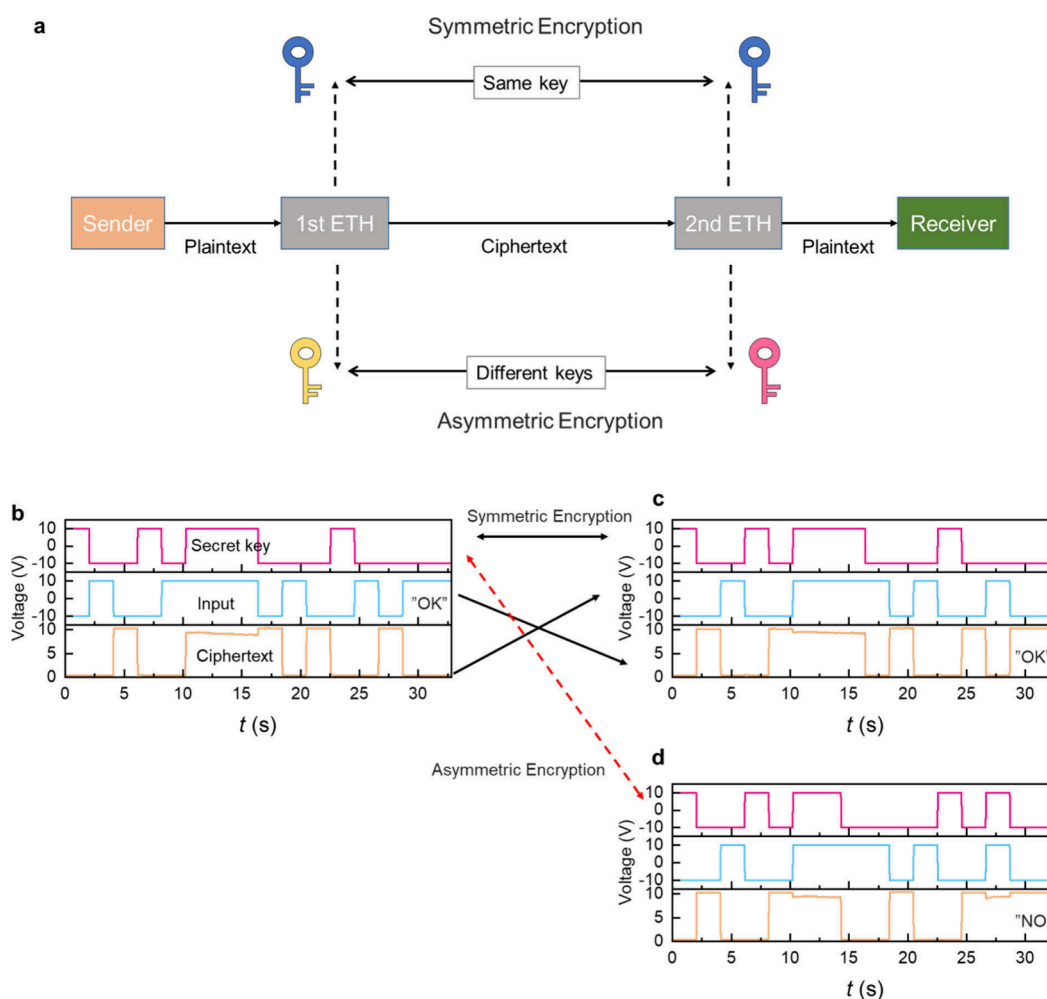 a
Symmetric Encryption
Same key
Sender
1st ETH
2nd ETH
Receiver
Plaintext
Ciphertext
Plaintext
Different keys
Asymmetric Encryption
b
10
0
-10
Secret key
10
0
-10
Input
"OK"
10
5
0
Ciphertext
Voltage (V)
0 5 10 15 20 25 30
t (s)
Symmetric Encryption
Asymmetric Encryption
c
10
0
-10
10
0
-10
10
5
0
"OK"
Voltage (V)
0 5 10 15 20 25 30
t (s)
d
10
0
-10
10
0
-10
10
5
0
"NO
Voltage (V)
0 5 10 15 20 25 30
t (s)